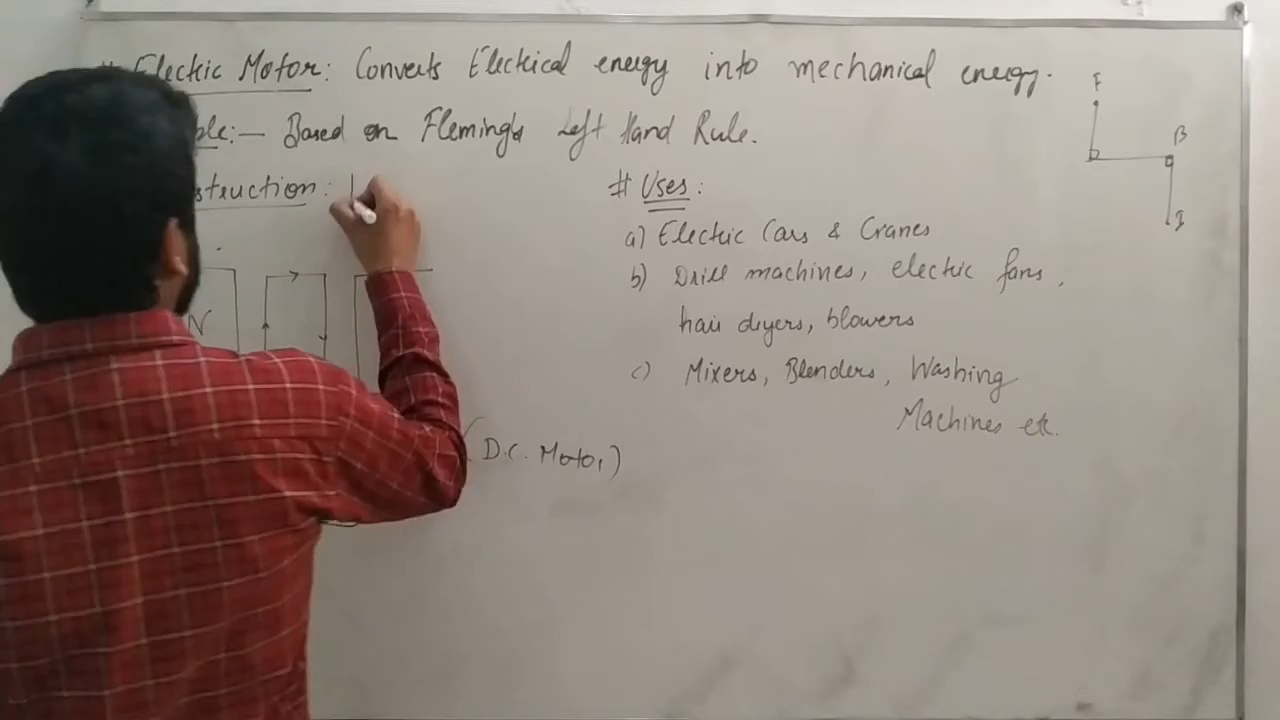 # Electric Motor: Converts Electrical energy into mechanical energy.
ple:— Based on Fleming's Left Hand Rule.
struction:
# Uses:
a) Electric Cars & Cranes
b) Drill machines, electric fans,
hair dryers, blowers
c) Mixers, Blenders, Washing
Machines etc.
F
B
I
N
(D.C. Motor)